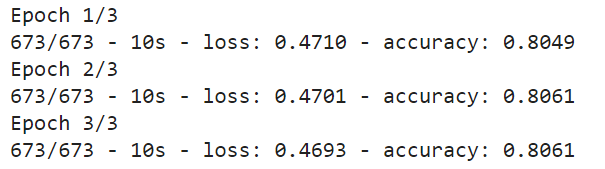 Epoch 1/3
673/673 - 10s - loss: 0.4710 - accuracy: 0.8049
Epoch 2/3
673/673 - 10s - loss: 0.4701 - accuracy: 0.8061
Epoch 3/3
673/673 - 10s - loss: 0.4693 - accuracy: 0.8061